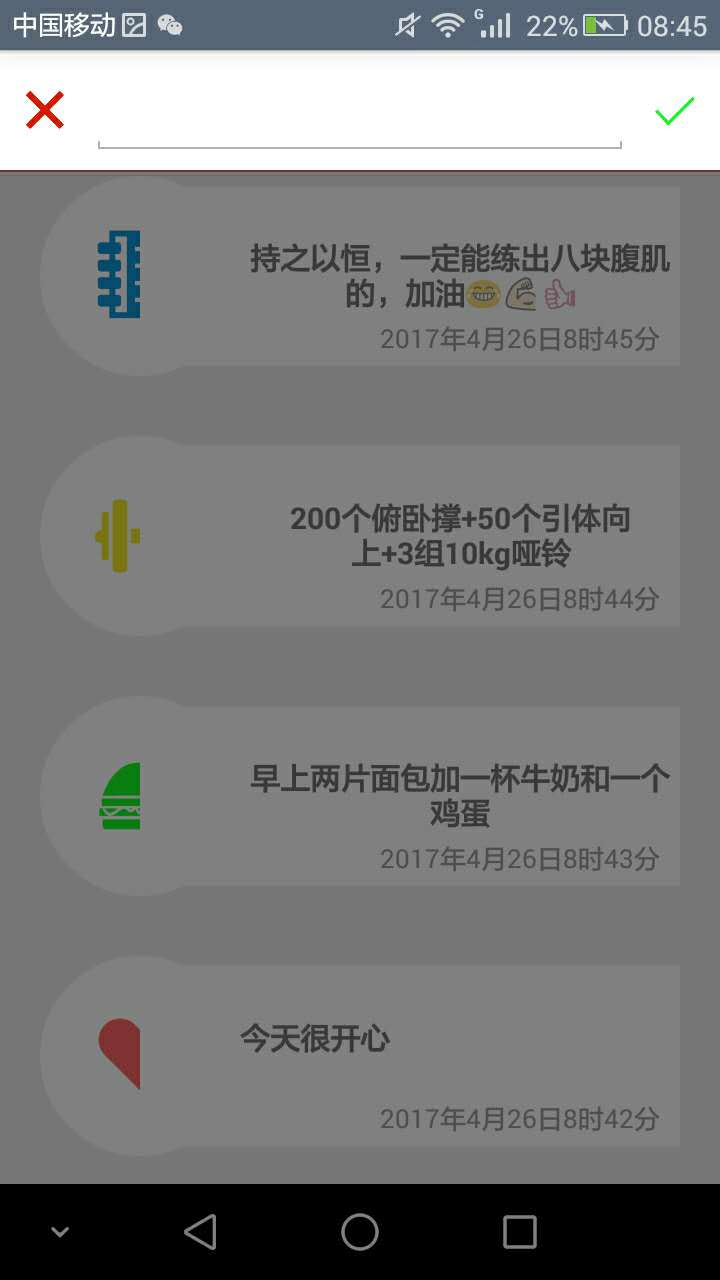 中国移动 G 22% 08:45
持之以恒，一定能练出八块腹肌
的，加油😁💪👍
2017年4月26日8时45分
200个俯卧撑+50个引体向
上+3组10kg哑铃
2017年4月26日8时44分
早上两片面包加一杯牛奶和一个
鸡蛋
2017年4月26日8时43分
今天很开心
2017年4月26日8时42分